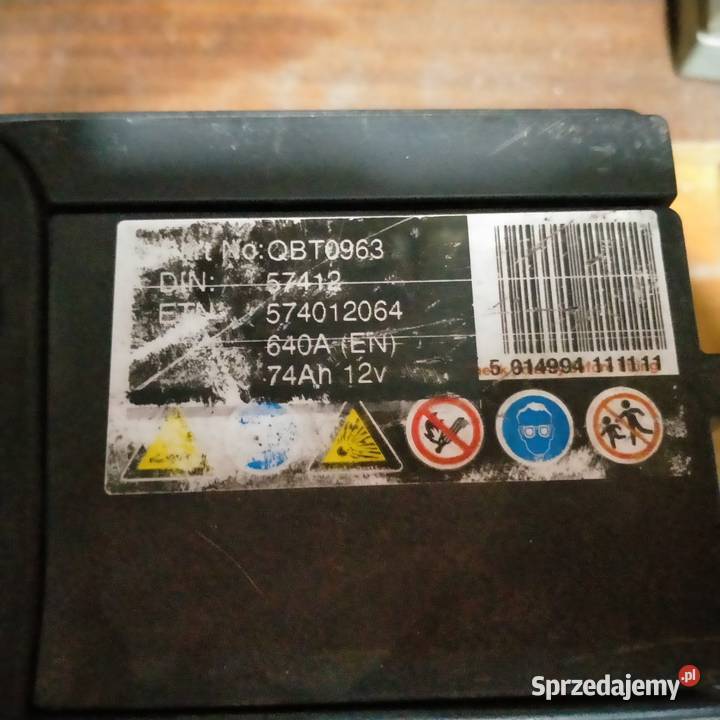 No: QBT0963
DIN: 57412
ETN 574012064
640A (EN)
74Ah 12v
5 014994 111111
Sprzedajemy.pl